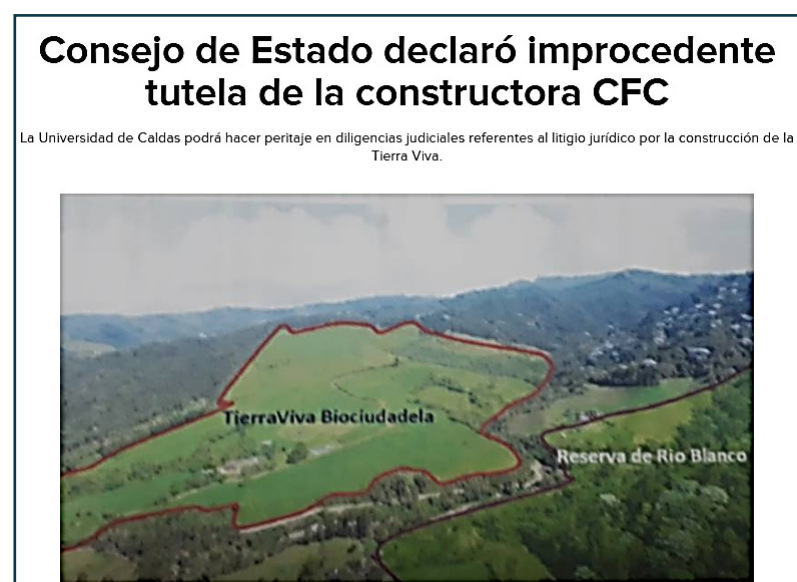 Consejo de Estado declaró improcedente
tutela de la constructora CFC
La Universidad de Caldas podrá hacer peritaje en diligencias judiciales referentes al litigio jurídico por la construcción de la
Tierra Viva.
TierraViva Biociudadela
Reserva de Rio Blanco